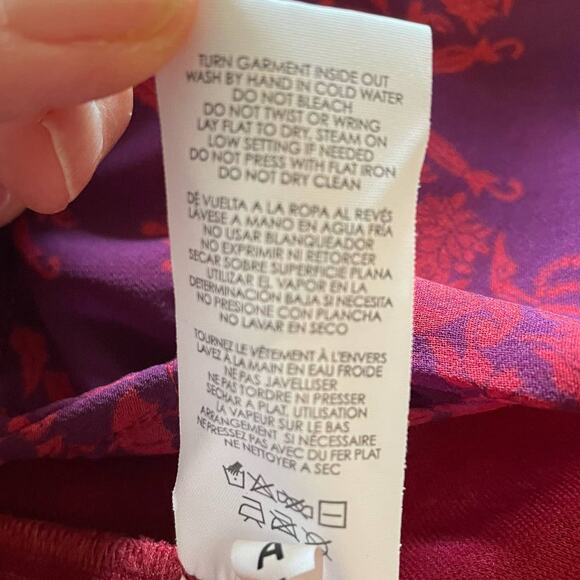 TURN GARMENT INSIDE OUT
WASH BY HAND IN COLD WATER
DO NOT BLEACH
DO NOT TWIST OR WRING
LAY FLAT TO DRY, STEAM ON
LOW SETTING IF NEEDED
DO NOT PRESS WITH FLAT IRON
DO NOT DRY CLEAN
DÉ VUELTA A LA ROPA AL REVÉS
LÁVESE A MANO EN AGUA FRÍA
NO USAR BLANQUEADOR
NO EXPRIMIR NI RETORCER
SECAR SOBRE SUPERFICIE PLANA
UTILIZAR EL VAPOR EN LA
DETERMINACIÓN BAJA SI NECESITA
NO PRESIONE CON PLANCHA
NO LAVAR EN SECO
TOURNEZ LE VÊTEMENT À L'ENVERS
LAVEZ À LA MAIN EN EAU FROIDE
NE PAS JAVELLISER
NE PAS TORDRE NI PRESSER
SECHAR A PLAT, UTILISATION
LA VAPEUR SUR LE BAS
ARRANGEMENT SI NÉCESSAIRE
NE PRESSEZ PAS AVEC DU FER PLAT
NE NETTOYER A SEC
A